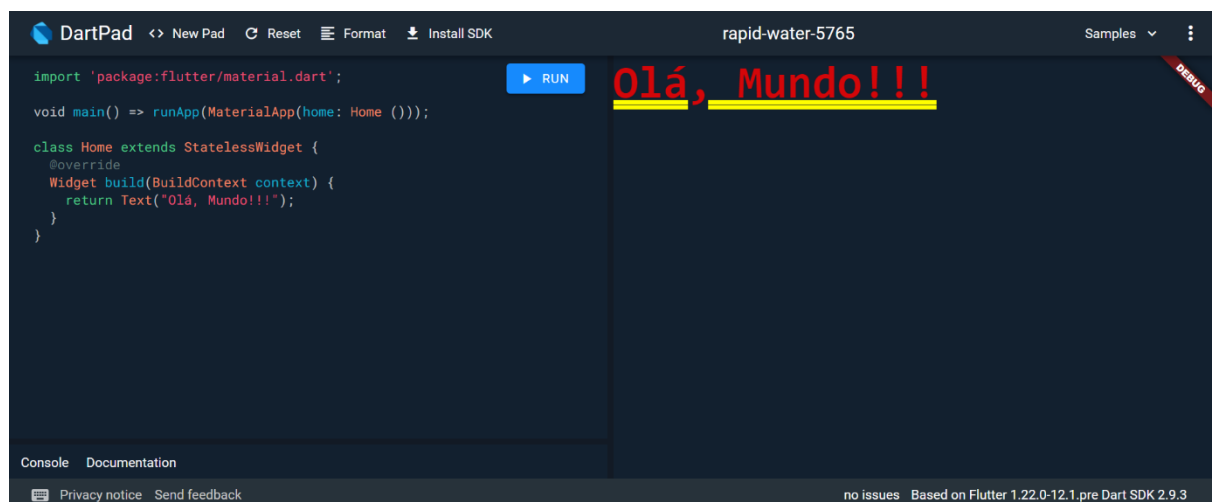 DartPad <> New Pad Reset Format Install SDK rapid-water-5765 Samples
import 'package:flutter/material.dart';
RUN
void main() => runApp(MaterialApp(home: Home ()));
class Home extends StatelessWidget {
@override
Widget build(BuildContext context) {
return Text("Olá, Mundo!!!");
}
}
Olá, Mundo!!!
DEBUG
Console Documentation
Privacy notice Send feedback no issues Based on Flutter 1.22.0-12.1.pre Dart SDK 2.9.3